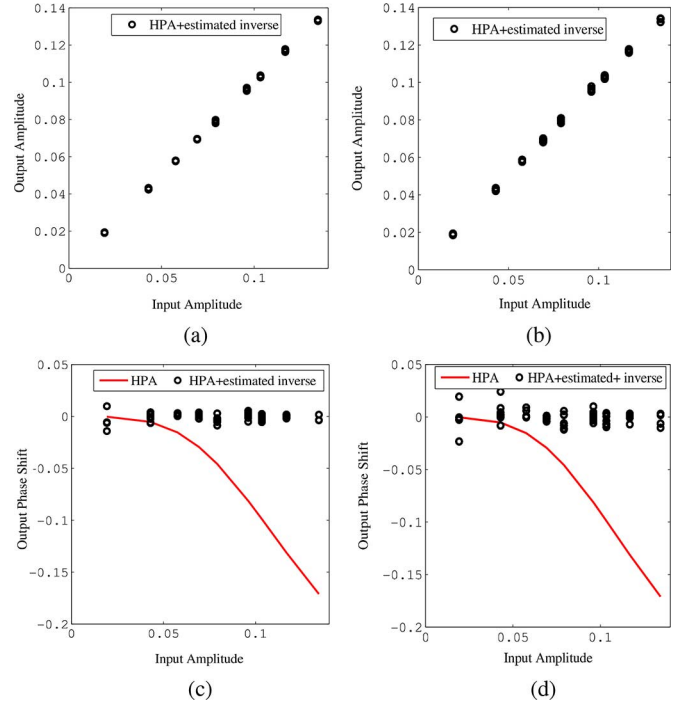 0.14
0.12
0.10
0.08
0.06
0.04
0.02
0
0
0.05
0.1
HPA+estimated inverse
Output Amplitude
Input Amplitude
(a)
0.14
0.12
0.10
0.08
0.06
0.04
0.02
0
0
0.05
0.1
HPA+estimated inverse
Output Amplitude
Input Amplitude
(b)
0.05
0
-0.05
-0.1
-0.15
-0.2
0
0.05
0.1
HPA HPA+estimated inverse
Output Phase Shift
Input Amplitude
(c)
0.05
0
-0.05
-0.1
-0.15
-0.2
0
0.05
0.1
HPA HPA+estimated+ inverse
Output Phase Shift
Input Amplitude
(d)